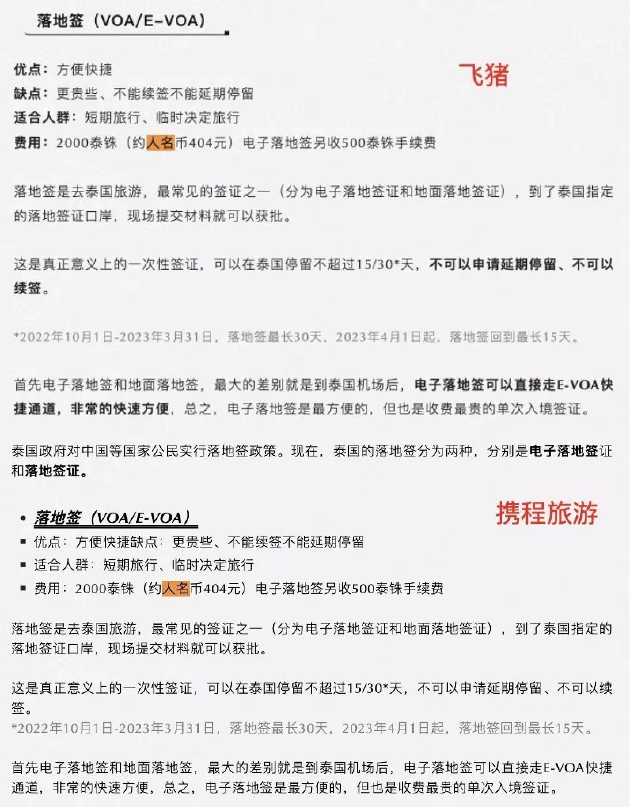 落地签（VOA/E-VOA）
优点：方便快捷
飞猪
缺点：更贵些、不能续签不能延期停留
适合人群：短期旅行、临时决定旅行
费用：2000泰铢（约人名币404元）电子落地签另收500泰铢手续费
落地签是去泰国旅游，最常见的签证之一（分为电子落地签证和地面落地签证），到了泰国指定
的落地签证口岸，现场提交材料就可以获批。
这是真正意义上的一次性签证，可以在泰国停留不超过15/30*天，不可以申请延期停留、不可以
续签。
*2022年10月1日-2023年3月31日，落地签最长30天，2023年4月1日起，落地签回到最长15天。
首先电子落地签和地面落地签，最大的差别就是到泰国机场后，电子落地签可以直接走E-VOA快
捷通道，非常的快速方便，总之，电子落地签是最方便的，但也是收费最贵的单次入境签证。
泰国政府对中国等国家公民实行落地签政策。现在，泰国的落地签分为两种，分别是电子落地签证
和落地签证。
• 落地签（VOA/E-VOA）
携程旅游
▪ 优点：方便快捷缺点：更贵些、不能续签不能延期停留
▪ 适合人群：短期旅行、临时决定旅行
▪ 费用：2000泰铢（约人名币404元）电子落地签另收500泰铢手续费
落地签是去泰国旅游，最常见的签证之一（分为电子落地签证和地面落地签证），到了泰国指定的
落地签证口岸，现场提交材料就可以获批。
这是真正意义上的一次性签证，可以在泰国停留不超过15/30*天，不可以申请延期停留、不可以续
签。
*2022年10月1日-2023年3月31日，落地签最长30天，2023年4月1日起，落地签回到最长15天。
首先电子落地签和地面落地签，最大的差别就是到泰国机场后，电子落地签可以直接走E-VOA快捷
通道，非常的快速方便，总之，电子落地签是最方便的，但也是收费最贵的单次入境签证。